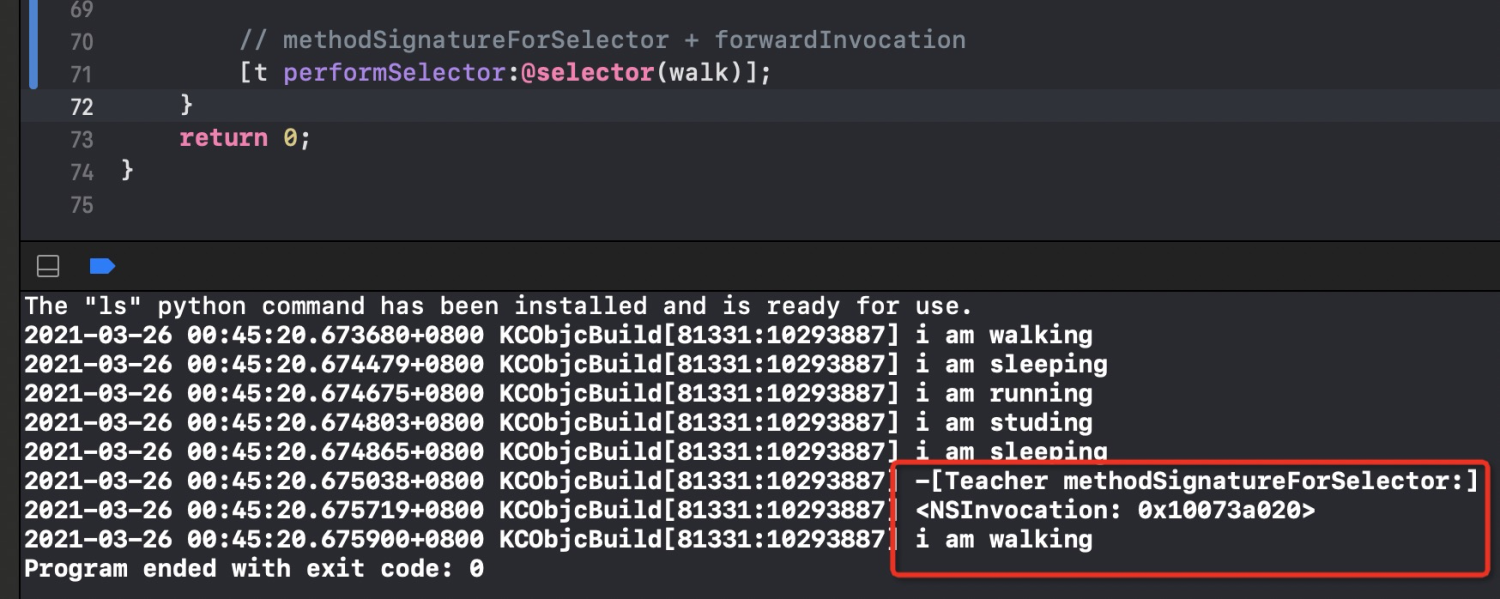 69
70 // methodSignatureForSelector + forwardInvocation
71 [t performSelector:@selector(walk)];
72 }
73 return 0;
74 }
75
The "ls" python command has been installed and is ready for use.
2021-03-26 00:45:20.673680+0800 KCObjcBuild[81331:10293887] i am walking
2021-03-26 00:45:20.674479+0800 KCObjcBuild[81331:10293887] i am sleeping
2021-03-26 00:45:20.674675+0800 KCObjcBuild[81331:10293887] i am running
2021-03-26 00:45:20.674803+0800 KCObjcBuild[81331:10293887] i am studing
2021-03-26 00:45:20.674865+0800 KCObjcBuild[81331:10293887] i am sleeping
2021-03-26 00:45:20.675038+0800 KCObjcBuild[81331:10293887] -[Teacher methodSignatureForSelector:]
2021-03-26 00:45:20.675719+0800 KCObjcBuild[81331:10293887] <NSInvocation: 0x10073a020>
2021-03-26 00:45:20.675900+0800 KCObjcBuild[81331:10293887] i am walking
Program ended with exit code: 0